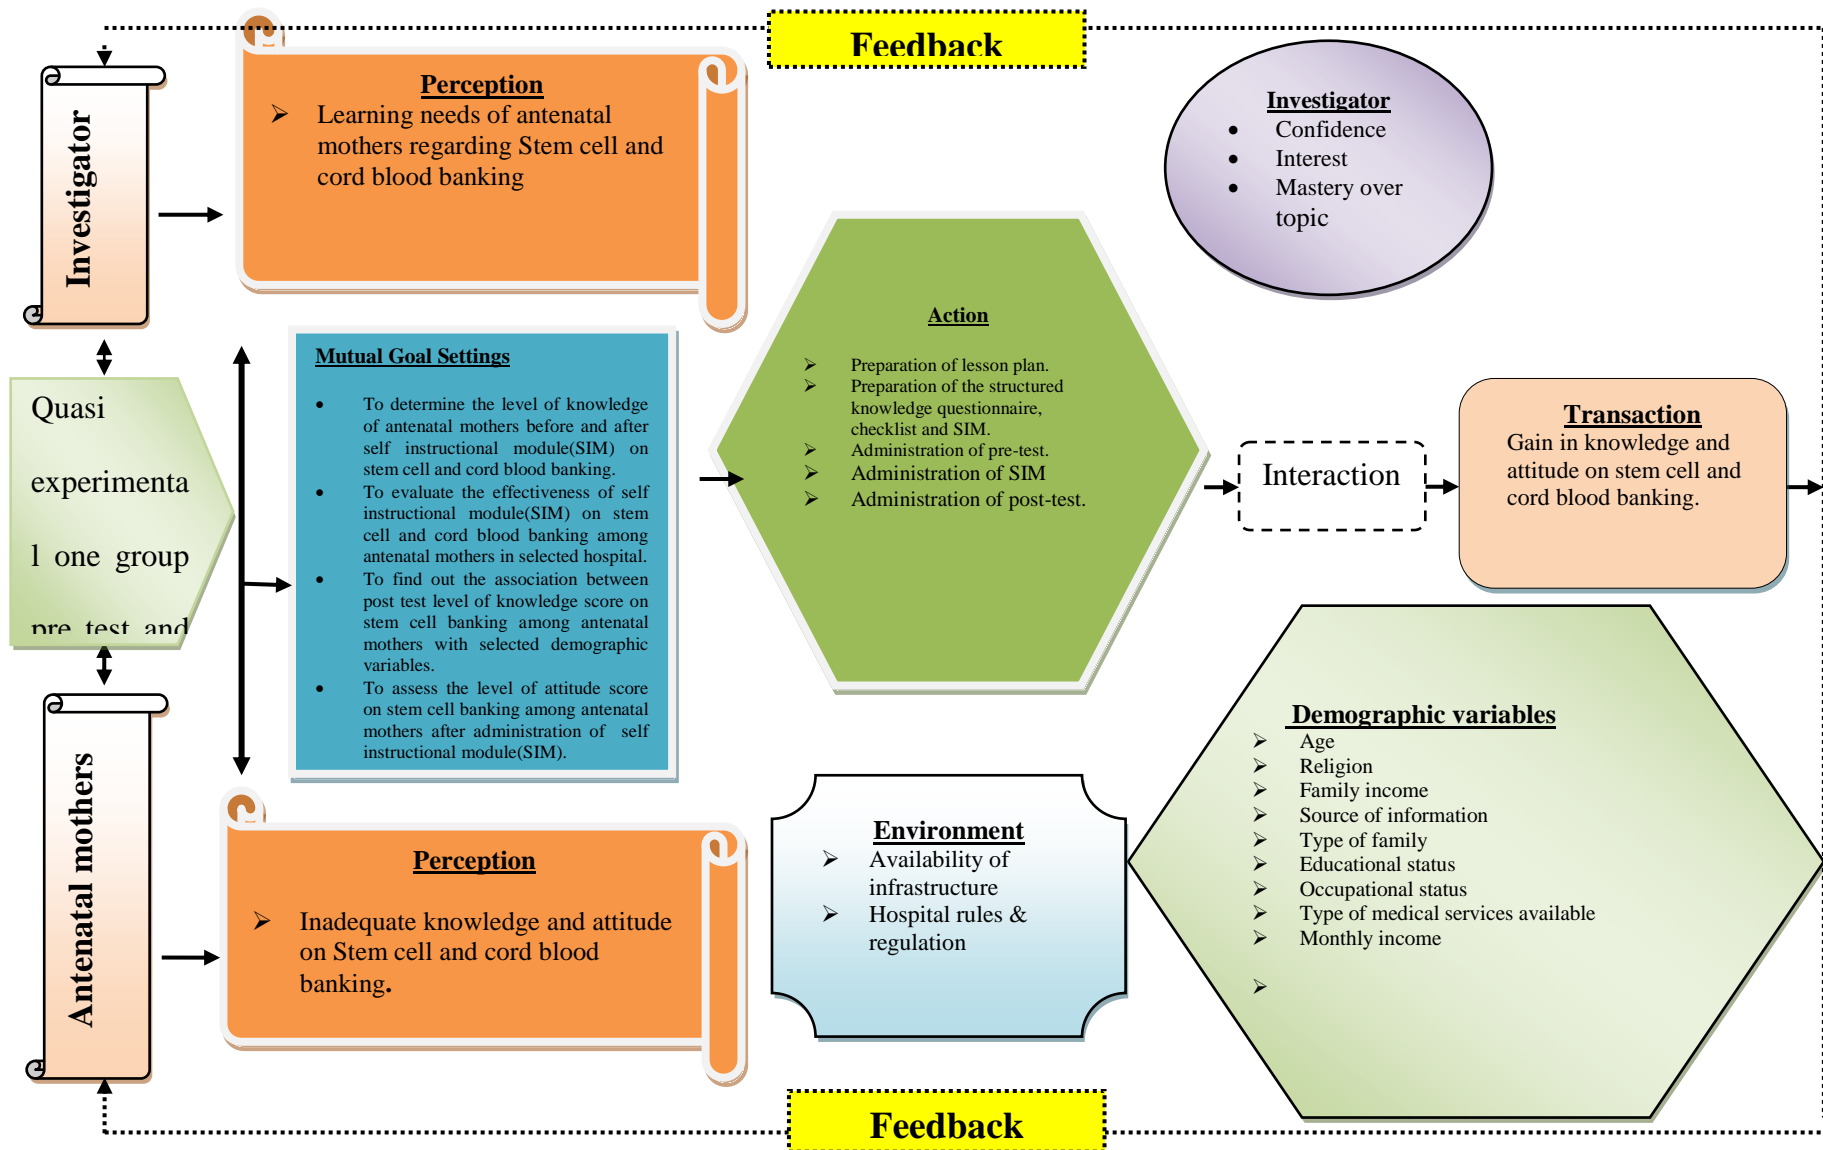 Feedback
Investigator
Perception
➢ Learning needs of antenatal
mothers regarding Stem cell and
cord blood banking
Investigator
• Confidence
• Interest
• Mastery over
topic
Quasi
experimenta
l one group
pre test and
Mutual Goal Settings
• To determine the level of knowledge
of antenatal mothers before and after
self instructional module(SIM) on
stem cell and cord blood banking.
• To evaluate the effectiveness of self
instructional module(SIM) on stem
cell and cord blood banking among
antenatal mothers in selected hospital.
• To find out the association between
post test level of knowledge score on
stem cell banking among antenatal
mothers with selected demographic
variables.
• To assess the level of attitude score
on stem cell banking among antenatal
mothers after administration of self
instructional module(SIM).
Action
➢ Preparation of lesson plan.
➢ Preparation of the structured
knowledge questionnaire,
checklist and SIM.
➢ Administration of pre-test.
➢ Administration of SIM
➢ Administration of post-test.
Interaction
Transaction
Gain in knowledge and
attitude on stem cell and
cord blood banking.
Antenatal mothers
Perception
➢ Inadequate knowledge and attitude
on Stem cell and cord blood
banking.
Environment
➢ Availability of
infrastructure
➢ Hospital rules &
regulation
Demographic variables
➢ Age
➢ Religion
➢ Family income
➢ Source of information
➢ Type of family
➢ Educational status
➢ Occupational status
➢ Type of medical services available
➢ Monthly income
➢
Feedback